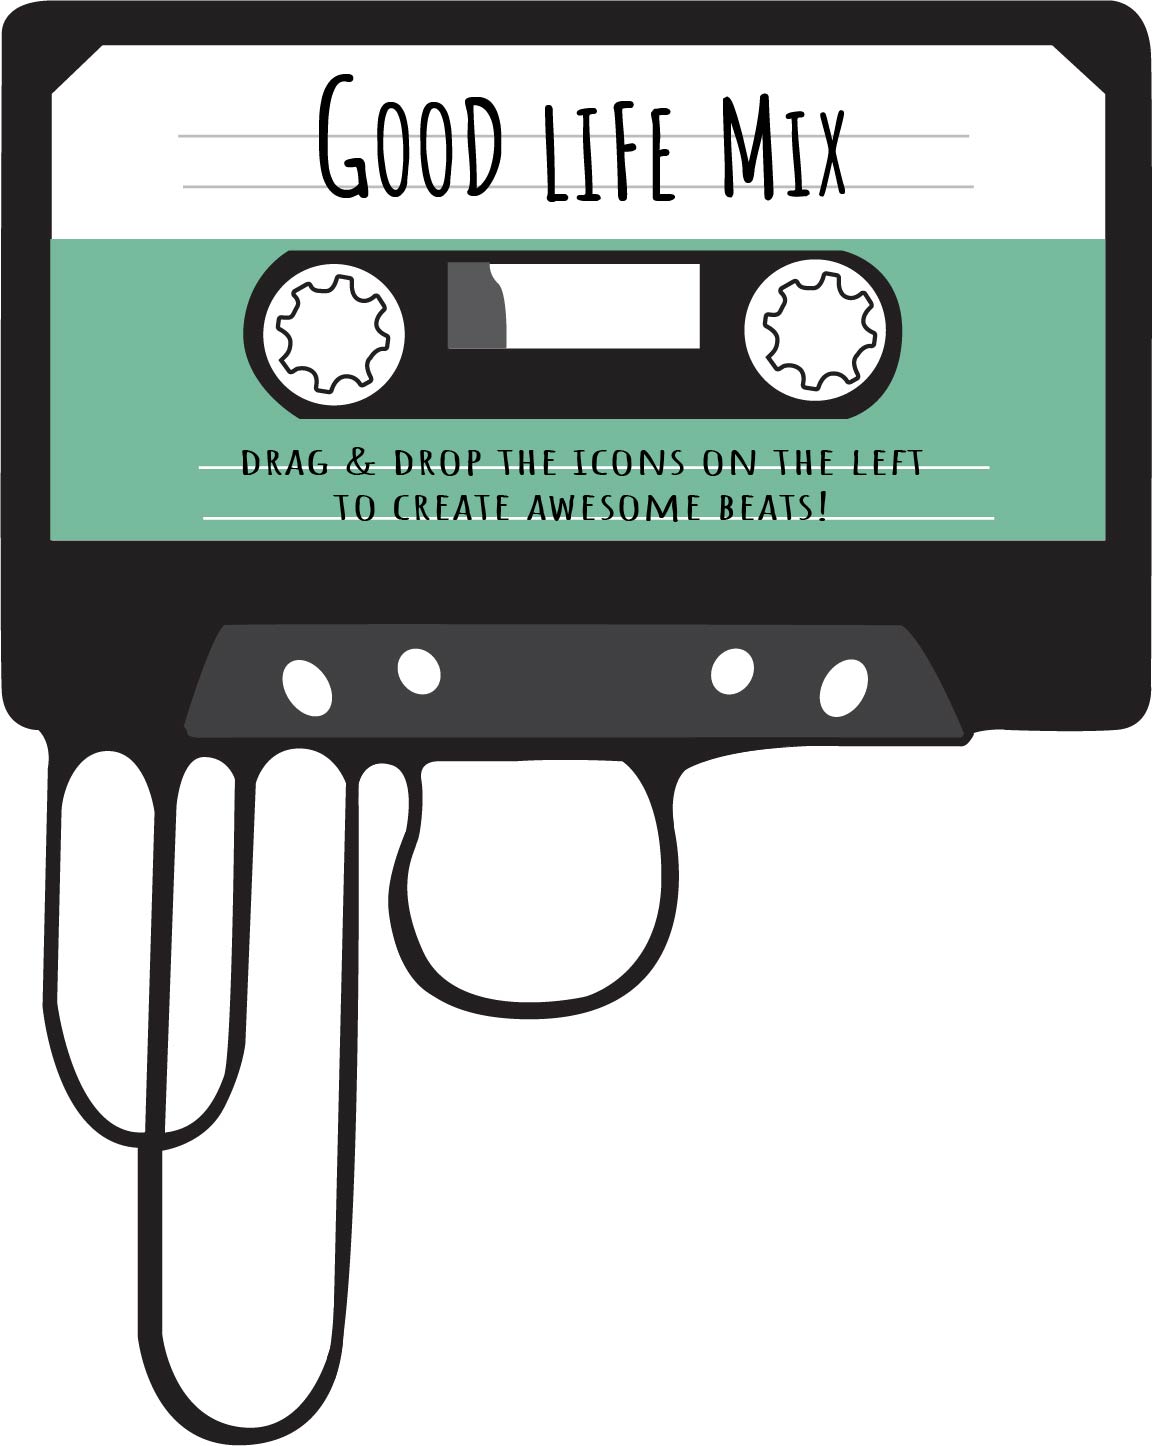 GOOD LIFE MIX
DRAG & DROP THE ICONS ON THE LEFT
TO CREATE AWESOME BEATS!